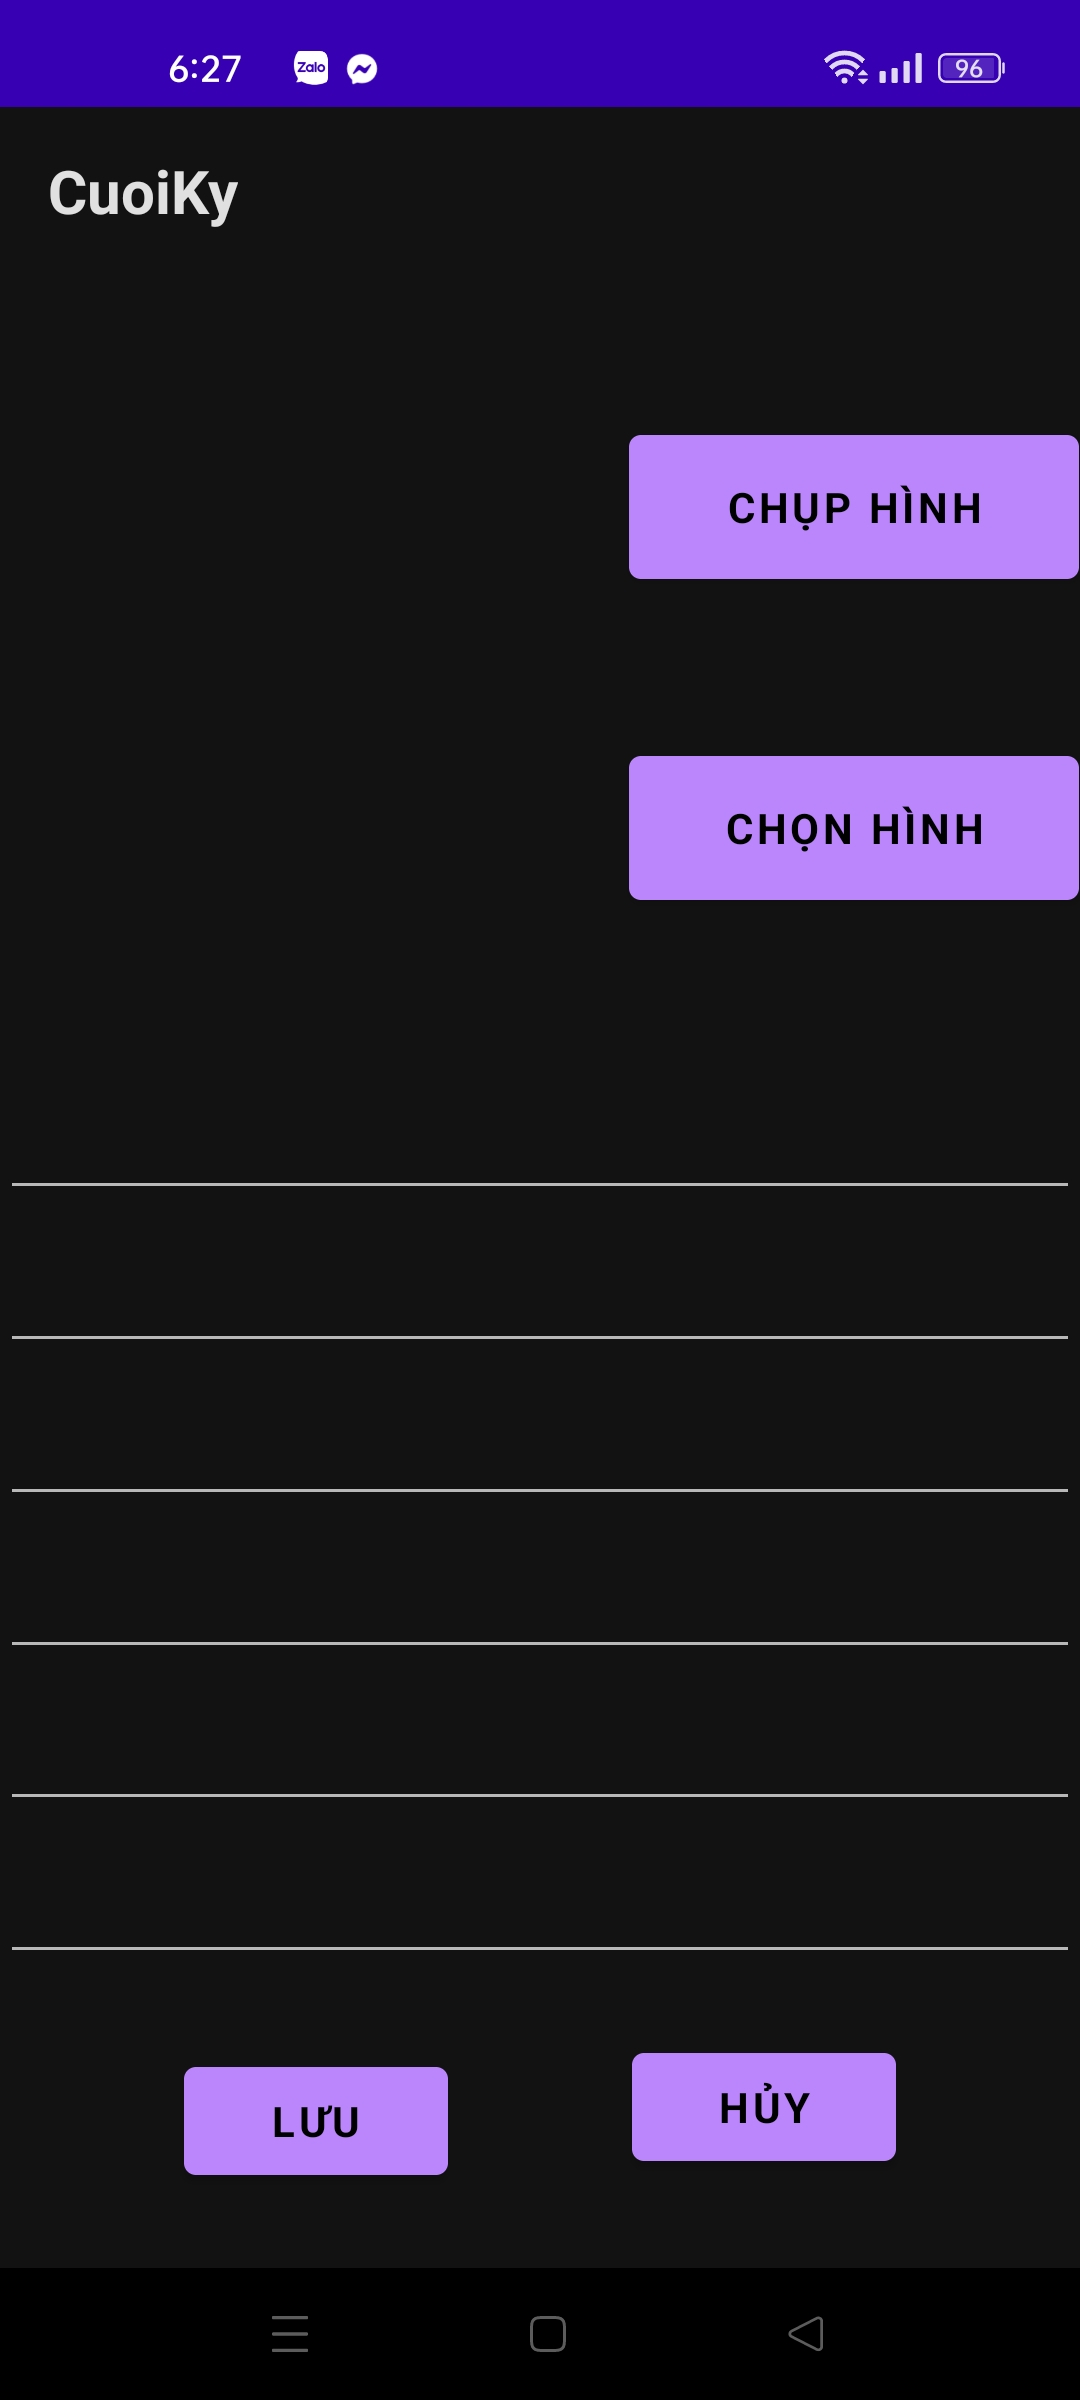 6:27 Zalo 96
CuoiKy
CHỤP HÌNH
CHỌN HÌNH
LƯU
HỦY